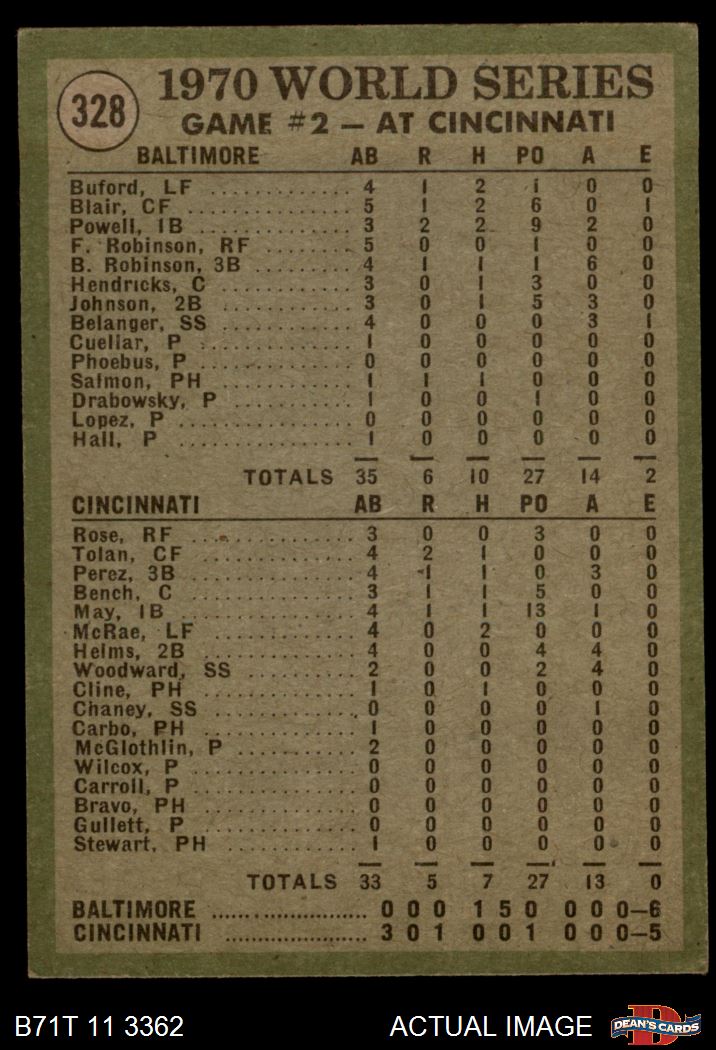 328
1970 WORLD SERIES
GAME #2 — AT CINCINNATI
BALTIMORE AB R H PO A E
Buford, LF ............ 4 1 2 1 0 0
Blair, CF ............ 5 1 2 6 0 1
Powell, 1B ............ 3 2 2 9 2 0
F. Robinson, RF ........ 5 0 0 1 0 0
B. Robinson, 3B ........ 4 1 1 1 6 0
Hendricks, C .......... 3 0 1 3 0 0
Johnson, 2B .......... 3 0 1 5 3 0
Belanger, SS .......... 4 0 0 0 3 1
Cuellar, P ............ 1 0 0 0 0 0
Phoebus, P ............ 0 0 0 0 0 0
Salmon, PH ............ 1 1 1 0 0 0
Drabowsky, P .......... 1 0 0 1 0 0
Lopez, P .............. 0 0 0 0 0 0
Hall, P .............. 1 0 0 0 0 0
TOTALS 35 6 10 27 14 2
CINCINNATI AB R H PO A E
Rose, RF ............ 3 0 0 3 0 0
Tolan, CF ............ 4 2 1 0 0 0
Perez, 3B ............ 4 1 1 0 3 0
Bench, C ............ 3 1 1 5 0 0
May, 1B .............. 4 1 1 13 1 0
McRae, LF ............ 4 0 2 0 0 0
Helms, 2B ............ 4 0 0 4 4 0
Woodward, SS .......... 2 0 0 2 4 0
Cline, PH ............ 1 0 1 0 0 0
Chaney, SS ............ 0 0 0 0 1 0
Carbo, PH ............ 1 0 0 0 0 0
McGlothlin, P .......... 2 0 0 0 0 0
Wilcox, P ............ 0 0 0 0 0 0
Carroll, P ............ 0 0 0 0 0 0
Bravo, PH ............ 0 0 0 0 0 0
Gullett, P ............ 0 0 0 0 0 0
Stewart, PH .......... 1 0 0 0 0 0
TOTALS 33 5 7 27 13 0
BALTIMORE ...................... 0 0 0 1 5 0 0 0 0—6
CINCINNATI .................... 3 0 1 0 0 1 0 0 0—5
B71T 11 3362 ACTUAL IMAGE DEAN'S CARDS